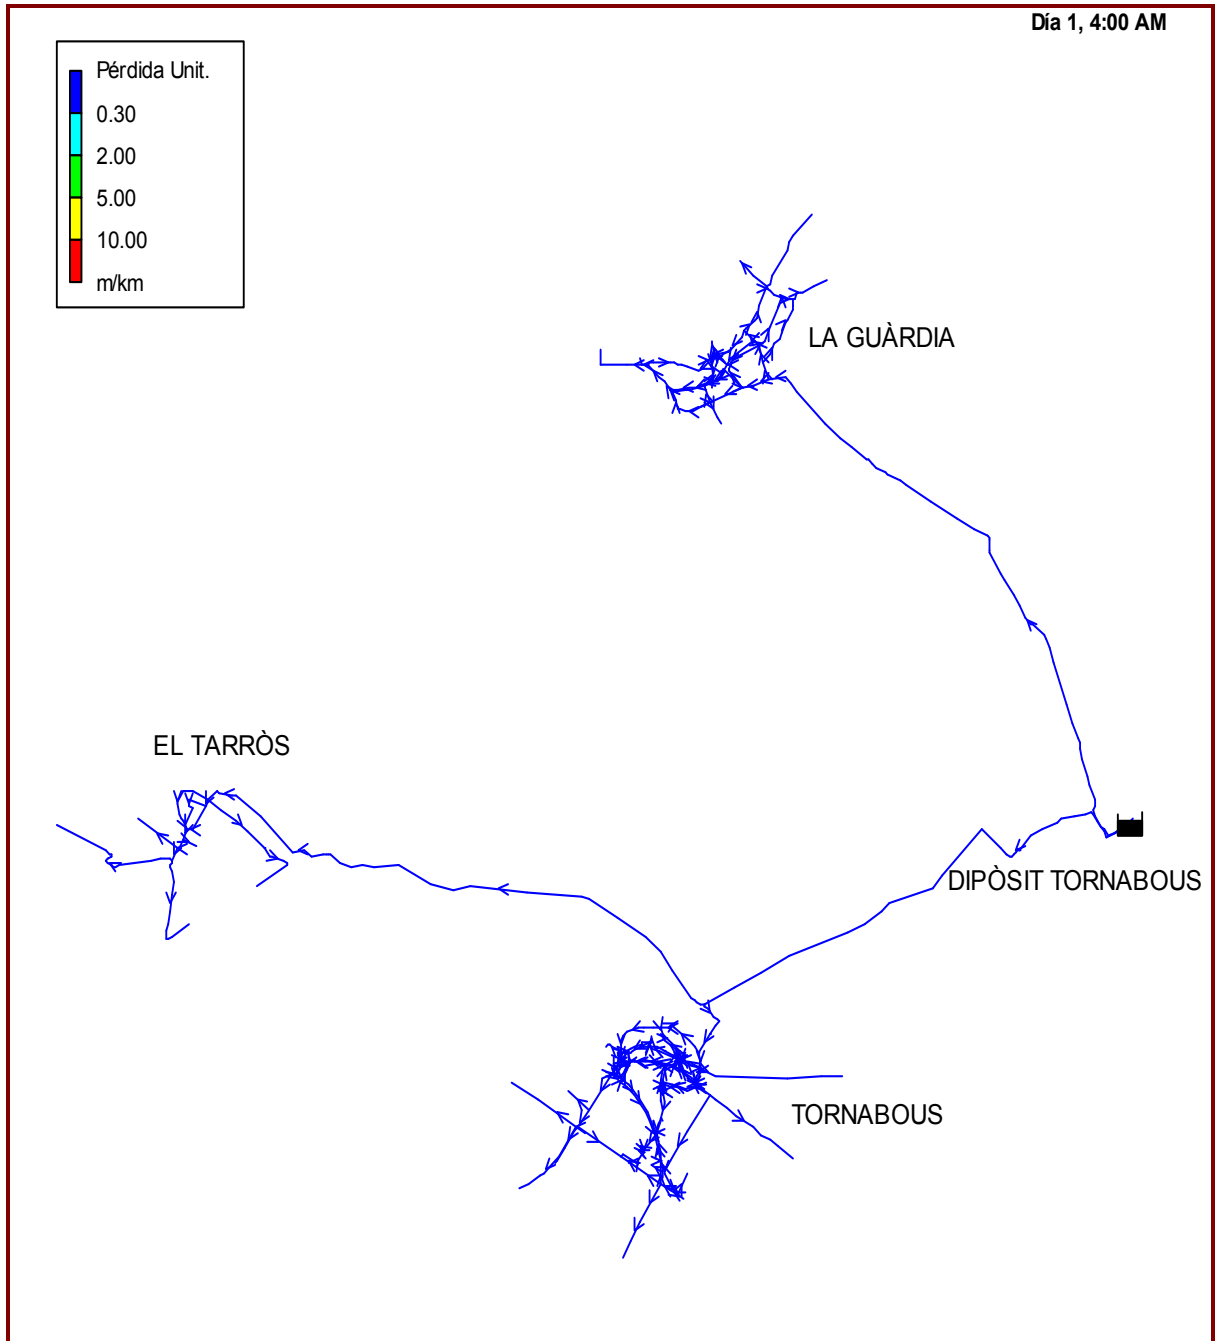 Día 1, 4:00 AM
Pérdida Unit.
0.30
2.00
5.00
10.00
m/km
LA GUÀRDIA
EL TARRÒS
DIPÒSIT TORNABOUS
TORNABOUS